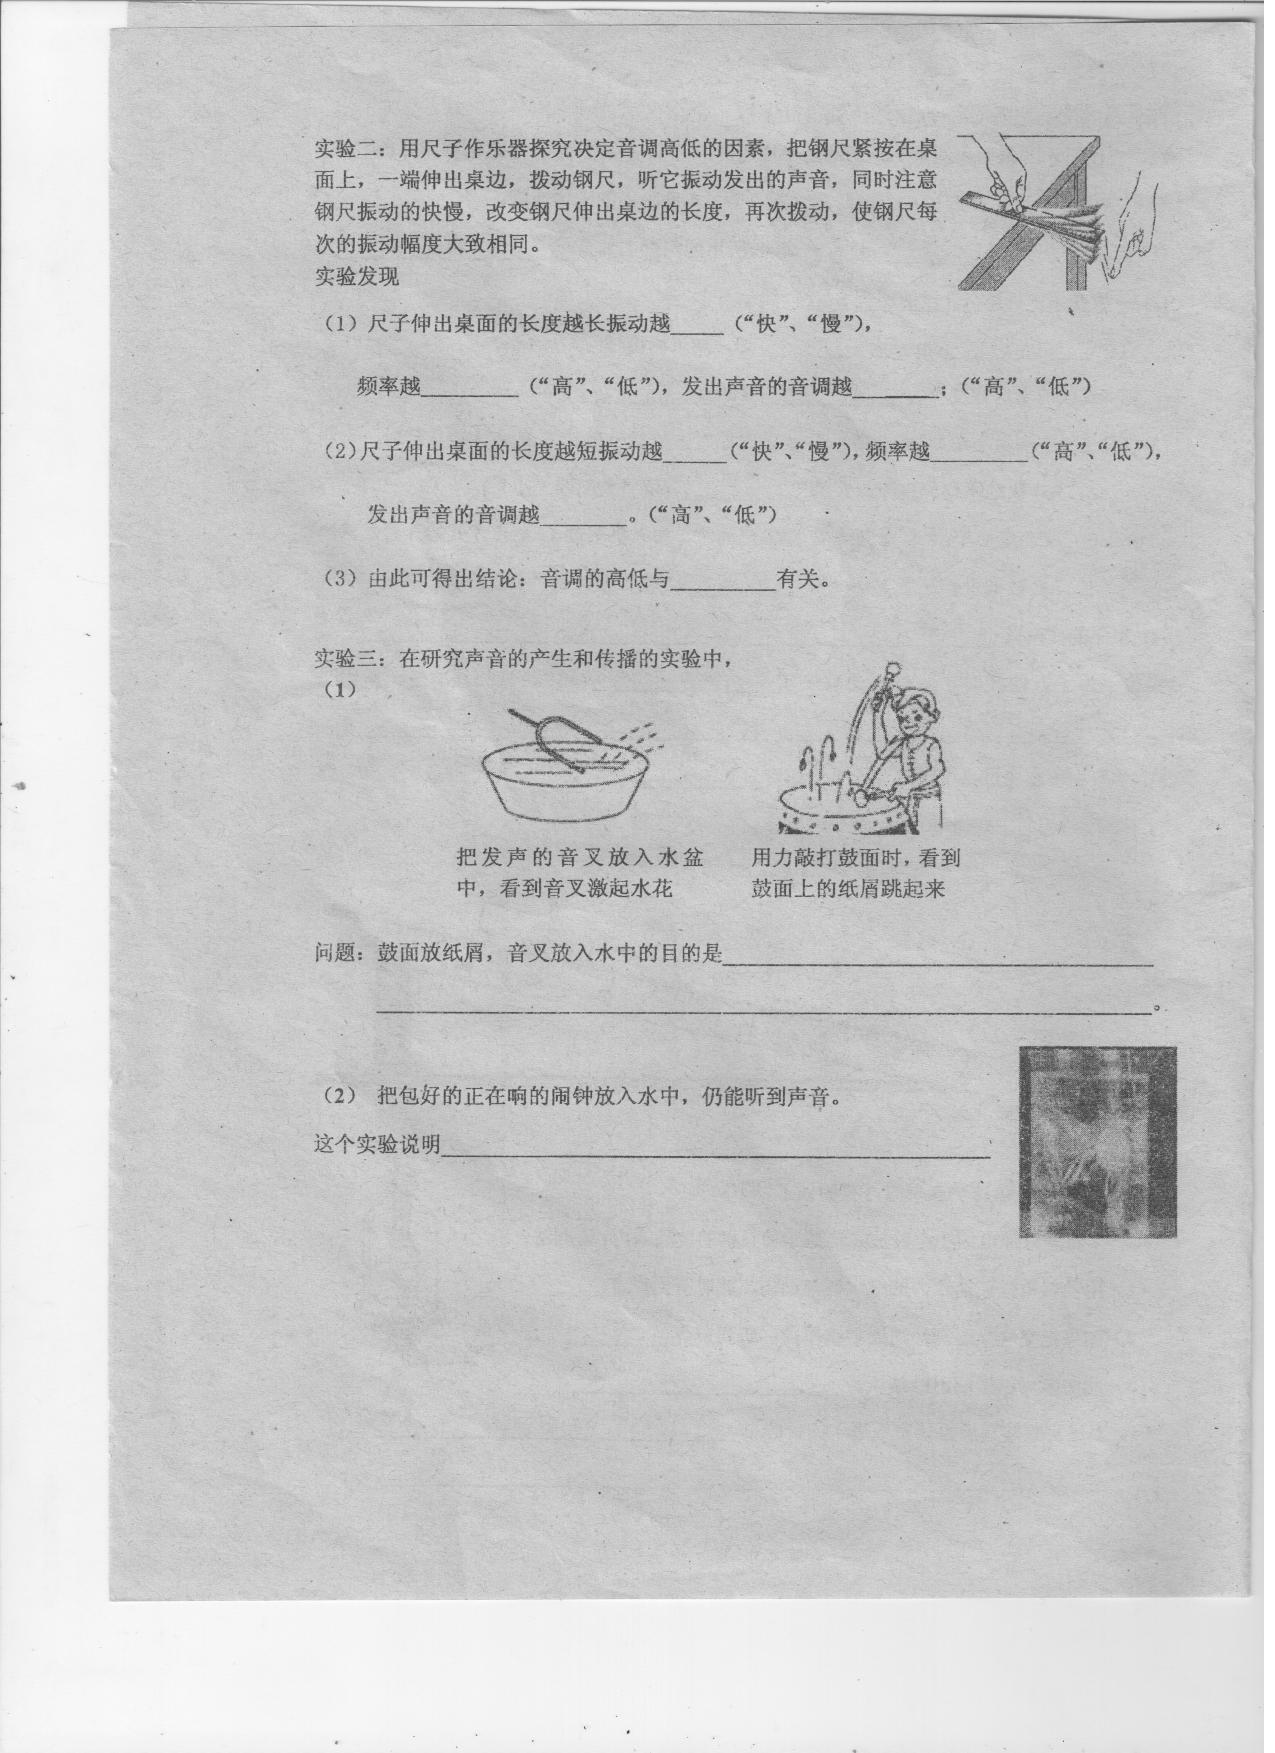 实验二：用尺子作乐器探究决定音调高低的因素，把钢尺紧按在桌
面上，一端伸出桌边，拨动钢尺，听它振动发出的声音，同时注意
钢尺振动的快慢，改变钢尺伸出桌边的长度，再次拨动，使钢尺每
次的振动幅度大致相同。
实验发现
（1）尺子伸出桌面的长度越长振动越_____（“快”、“慢”），
频率越_________（“高”、“低”），发出声音的音调越________；（“高”、“低”）
（2）尺子伸出桌面的长度越短振动越______（“快”、“慢”），频率越_________（“高”、“低”），
发出声音的音调越________。（“高”、“低”）
（3）由此可得出结论：音调的高低与__________有关。
实验三：在研究声音的产生和传播的实验中，
（1）
把发声的音叉放入水盆
中，看到音叉激起水花
用力敲打鼓面时，看到
鼓面上的纸屑跳起来
问题：鼓面放纸屑，音叉放入水中的目的是________________________________________
________________________________________________________________________。
（2） 把包好的正在响的闹钟放入水中，仍能听到声音。
这个实验说明___________________________________________________